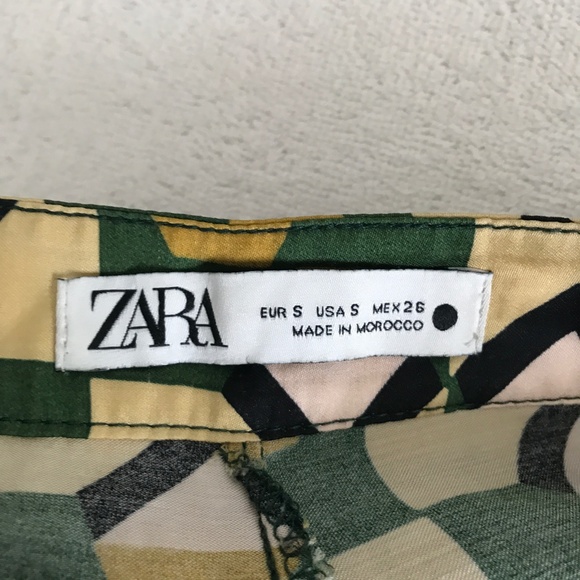 ZARA
EUR S USA S MEX 26
MADE IN MOROCCO